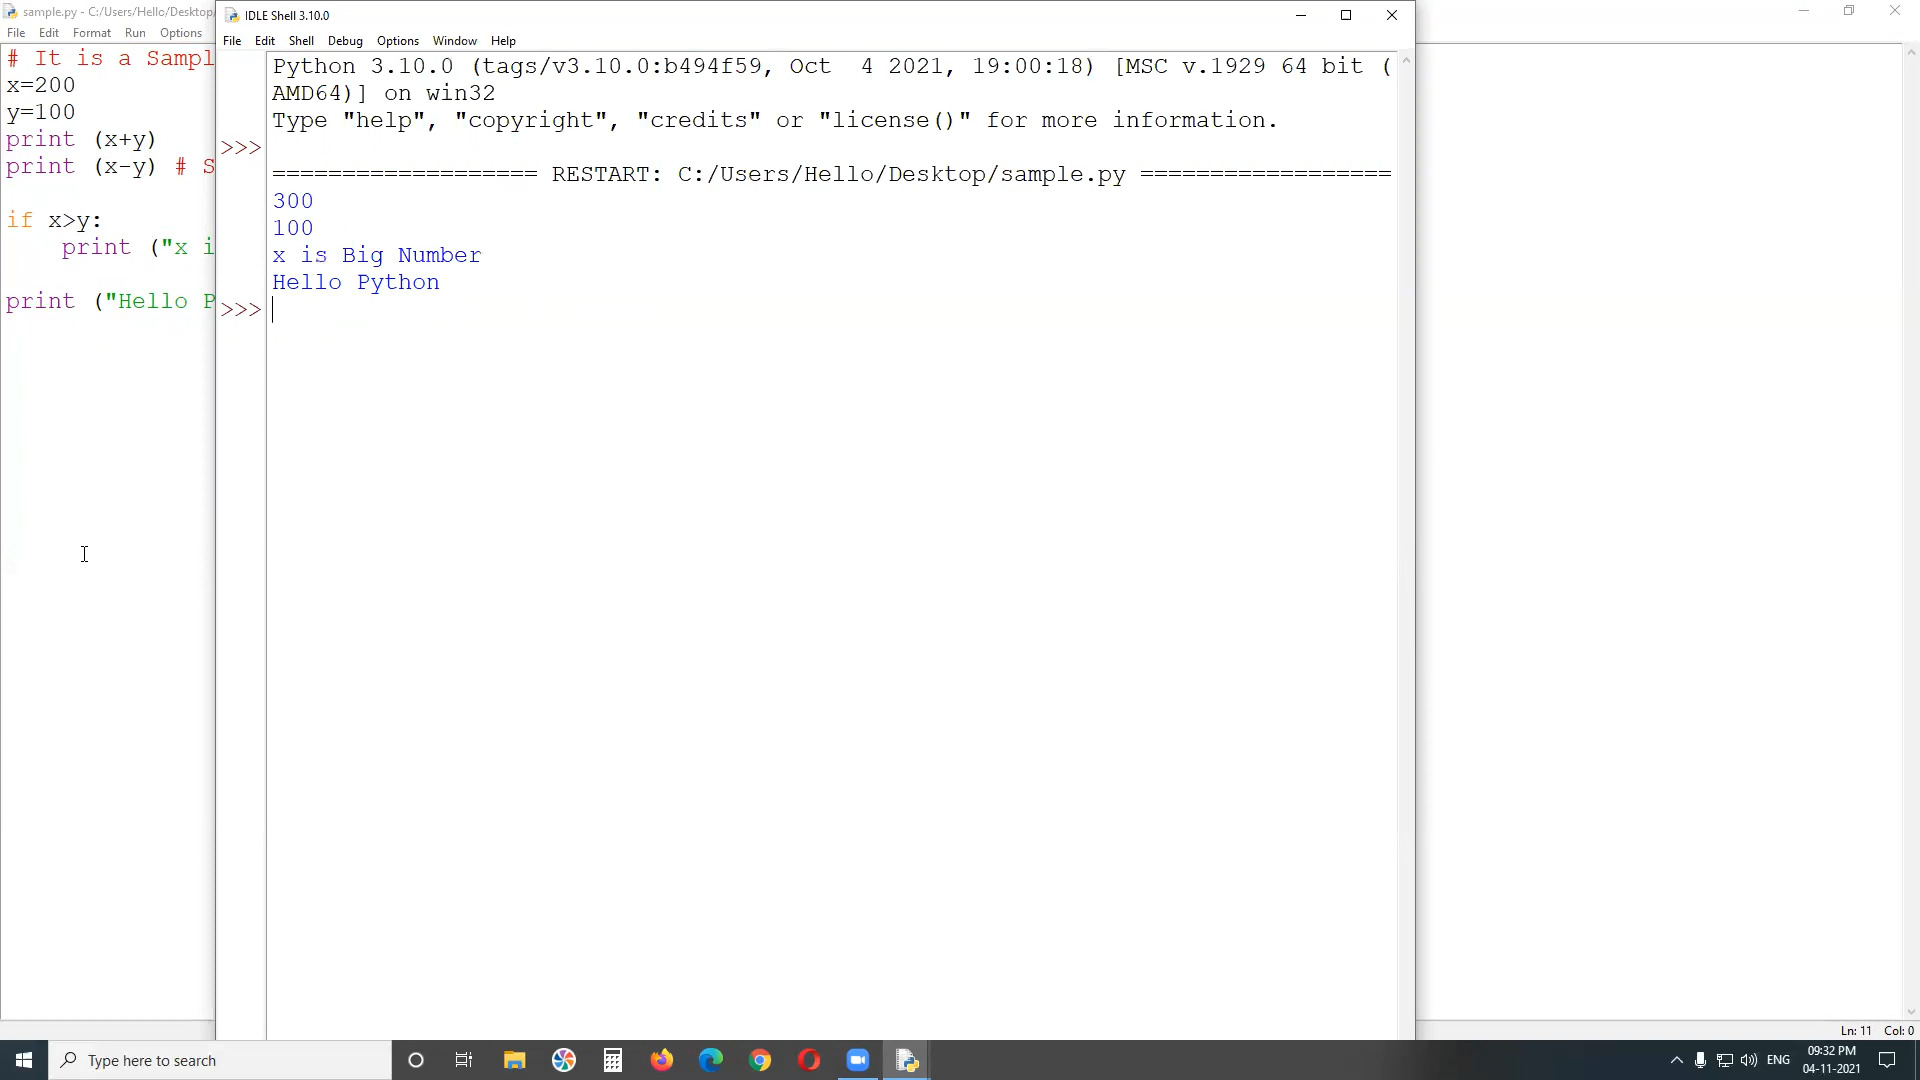 sample.py - C:/Users/Hello/Desktop/
File Edit Format Run Options
# It is a Sampl
x=200
y=100
print (x+y)
print (x-y) # S
if x>y:
print ("x i
print ("Hello P
IDLE Shell 3.10.0
File Edit Shell Debug Options Window Help
Python 3.10.0 (tags/v3.10.0:b494f59, Oct  4 2021, 19:00:18) [MSC v.1929 64 bit (
AMD64)] on win32
Type "help", "copyright", "credits" or "license()" for more information.
>>>
=================== RESTART: C:/Users/Hello/Desktop/sample.py ==================
300
100
x is Big Number
Hello Python
>>>
Ln: 11 Col: 0
Type here to search
ENG
09:32 PM
04-11-2021